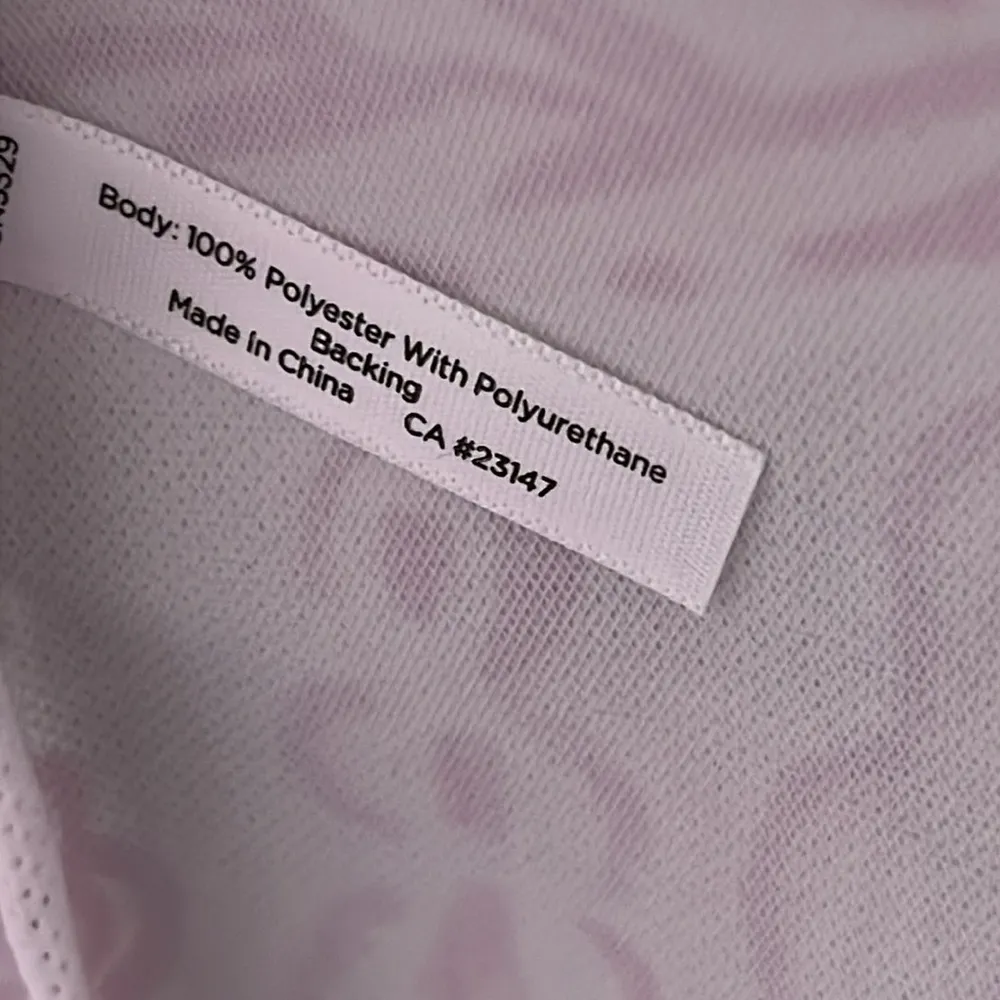 Body: 100% Polyester With Polyurethane
Backing
Made in China CA #23147